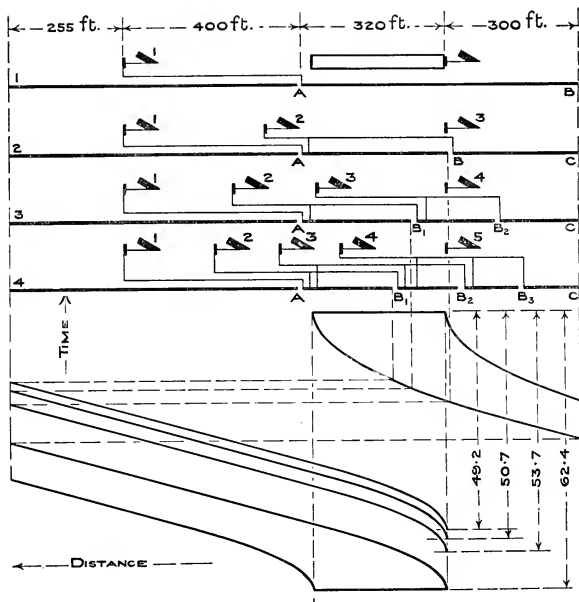 255 ft. 400 ft. 320 ft. 300 ft.
1 5
1 A B
1 2 3
2 A B C
1 2 3 4
3 A B1 B2 C
1 2 3 4 5
4 A B1 B2 B3 C
TIME
49·2
50·7
53·7
62·4
DISTANCE